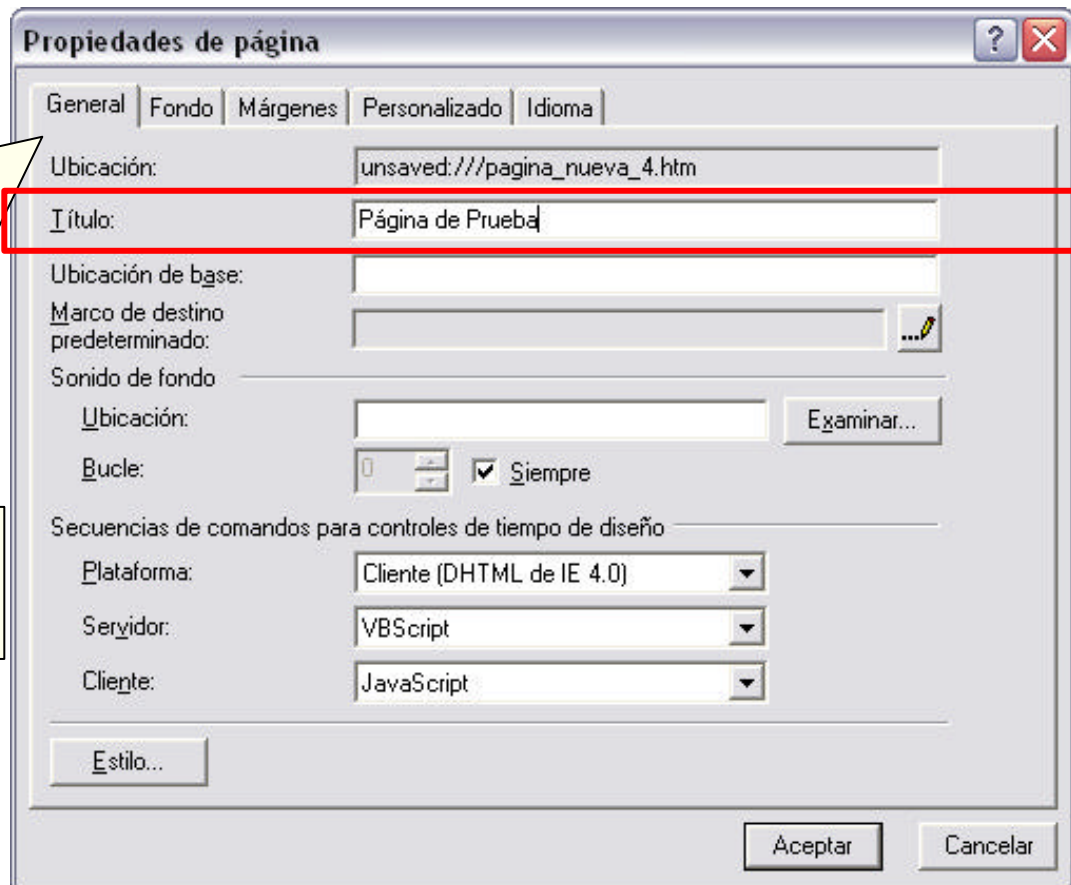 Propiedades de página
General Fondo Márgenes Personalizado Idioma
Ubicación: unsaved:///pagina_nueva_4.htm
Título: Página de Prueba
Ubicación de base:
Marco de destino
predeterminado: ...
Sonido de fondo
Ubicación: Examinar...
Bucle: 0 Siempre
Secuencias de comandos para controles de tiempo de diseño
Plataforma: Cliente (DHTML de IE 4.0)
Servidor: VBScript
Cliente: JavaScript
Estilo...
Aceptar Cancelar